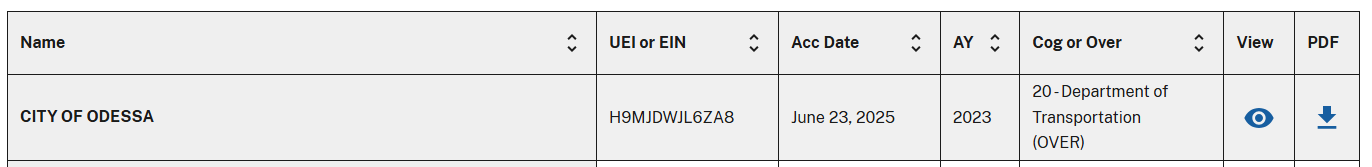 Name UEI or EIN Acc Date AY Cog or Over View PDF
CITY OF ODESSA H9MJDWJL6ZA8 June 23, 2025 2023 20 - Department of
Transportation
(OVER)